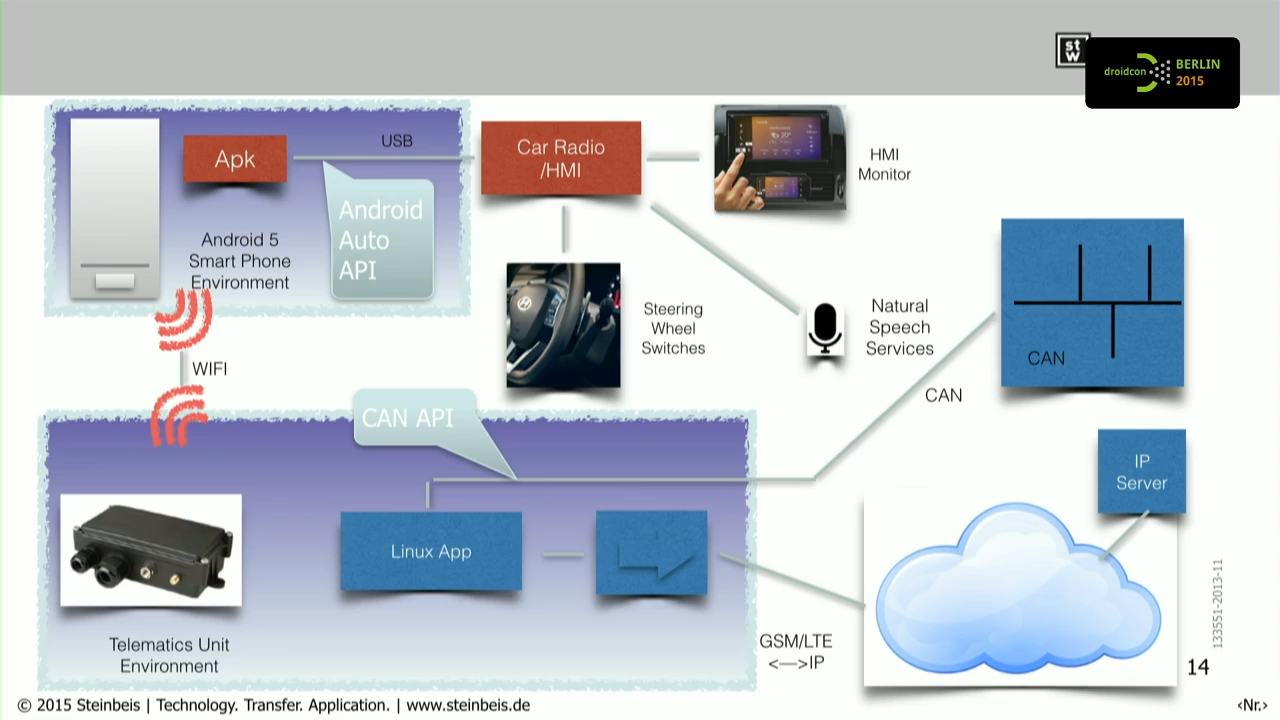 st
w
droidcon
BERLIN
2015
Apk
USB
Car Radio
/HMI
HMI
Monitor
Android
Auto
API
Android 5
Smart Phone
Environment
Steering
Wheel
Switches
Natural
Speech
Services
CAN
WIFI
CAN
CAN API
IP
Server
Linux App
Telematics Unit
Environment
GSM/LTE
<—>IP
133551-2013-11
14
© 2015 Steinbeis | Technology. Transfer. Application. | www.steinbeis.de
‹Nr.›